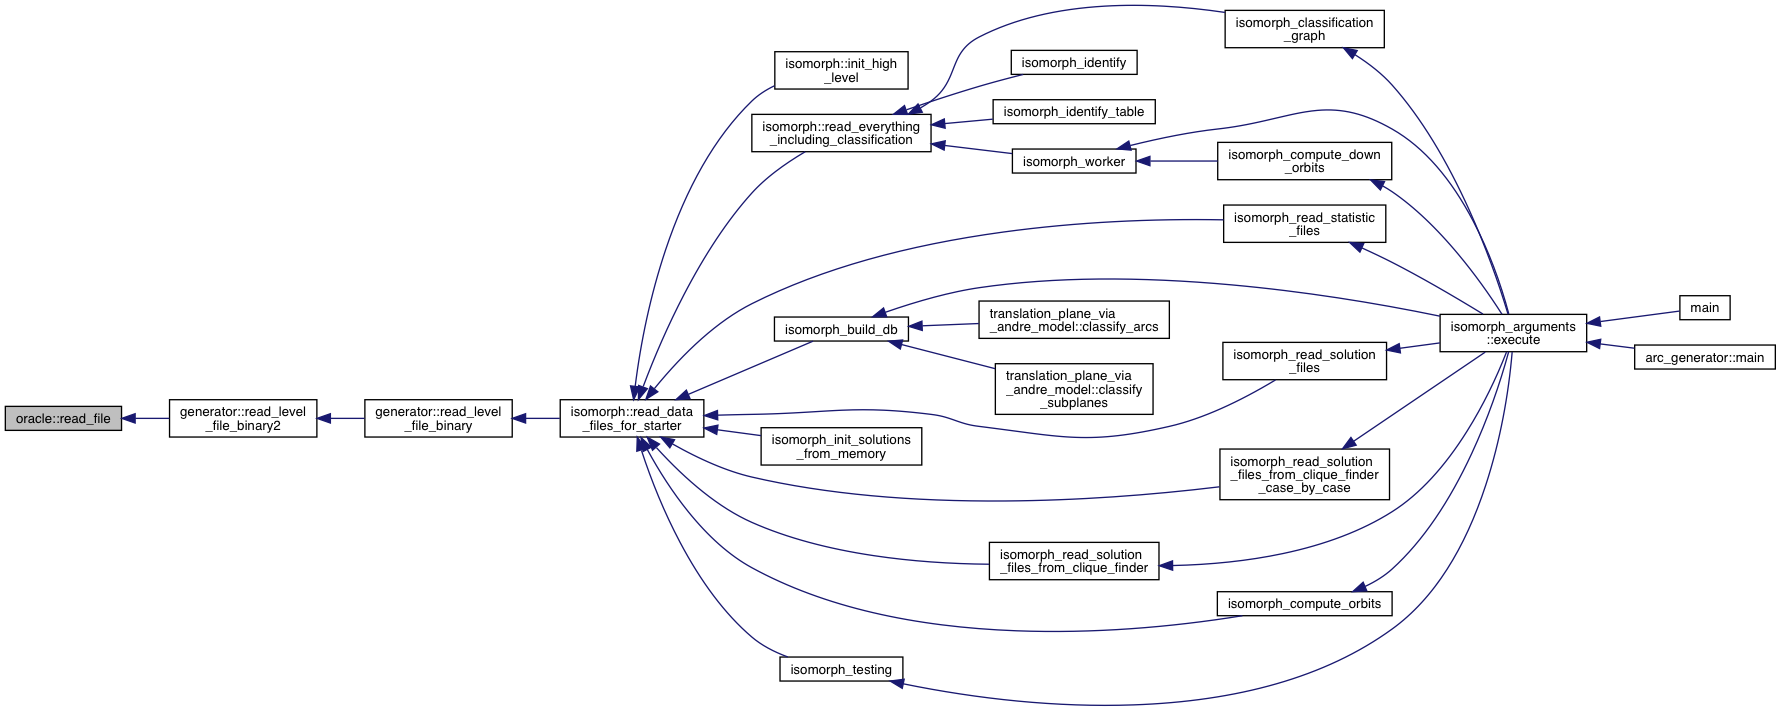 oracle::read_file
generator::read_level
_file_binary2
generator::read_level
_file_binary
isomorph::read_data
_files_for_starter
isomorph::init_high
_level
isomorph::read_everything
_including_classification
isomorph_build_db
isomorph_init_solutions
_from_memory
isomorph_testing
isomorph_identify
isomorph_identify_table
isomorph_worker
translation_plane_via
_andre_model::classify_arcs
translation_plane_via
_andre_model::classify
_subplanes
isomorph_read_solution
_files_from_clique_finder
isomorph_classification
_graph
isomorph_compute_down
_orbits
isomorph_read_statistic
_files
isomorph_read_solution
_files
isomorph_read_solution
_files_from_clique_finder
_case_by_case
isomorph_compute_orbits
isomorph_arguments
::execute
main
arc_generator::main